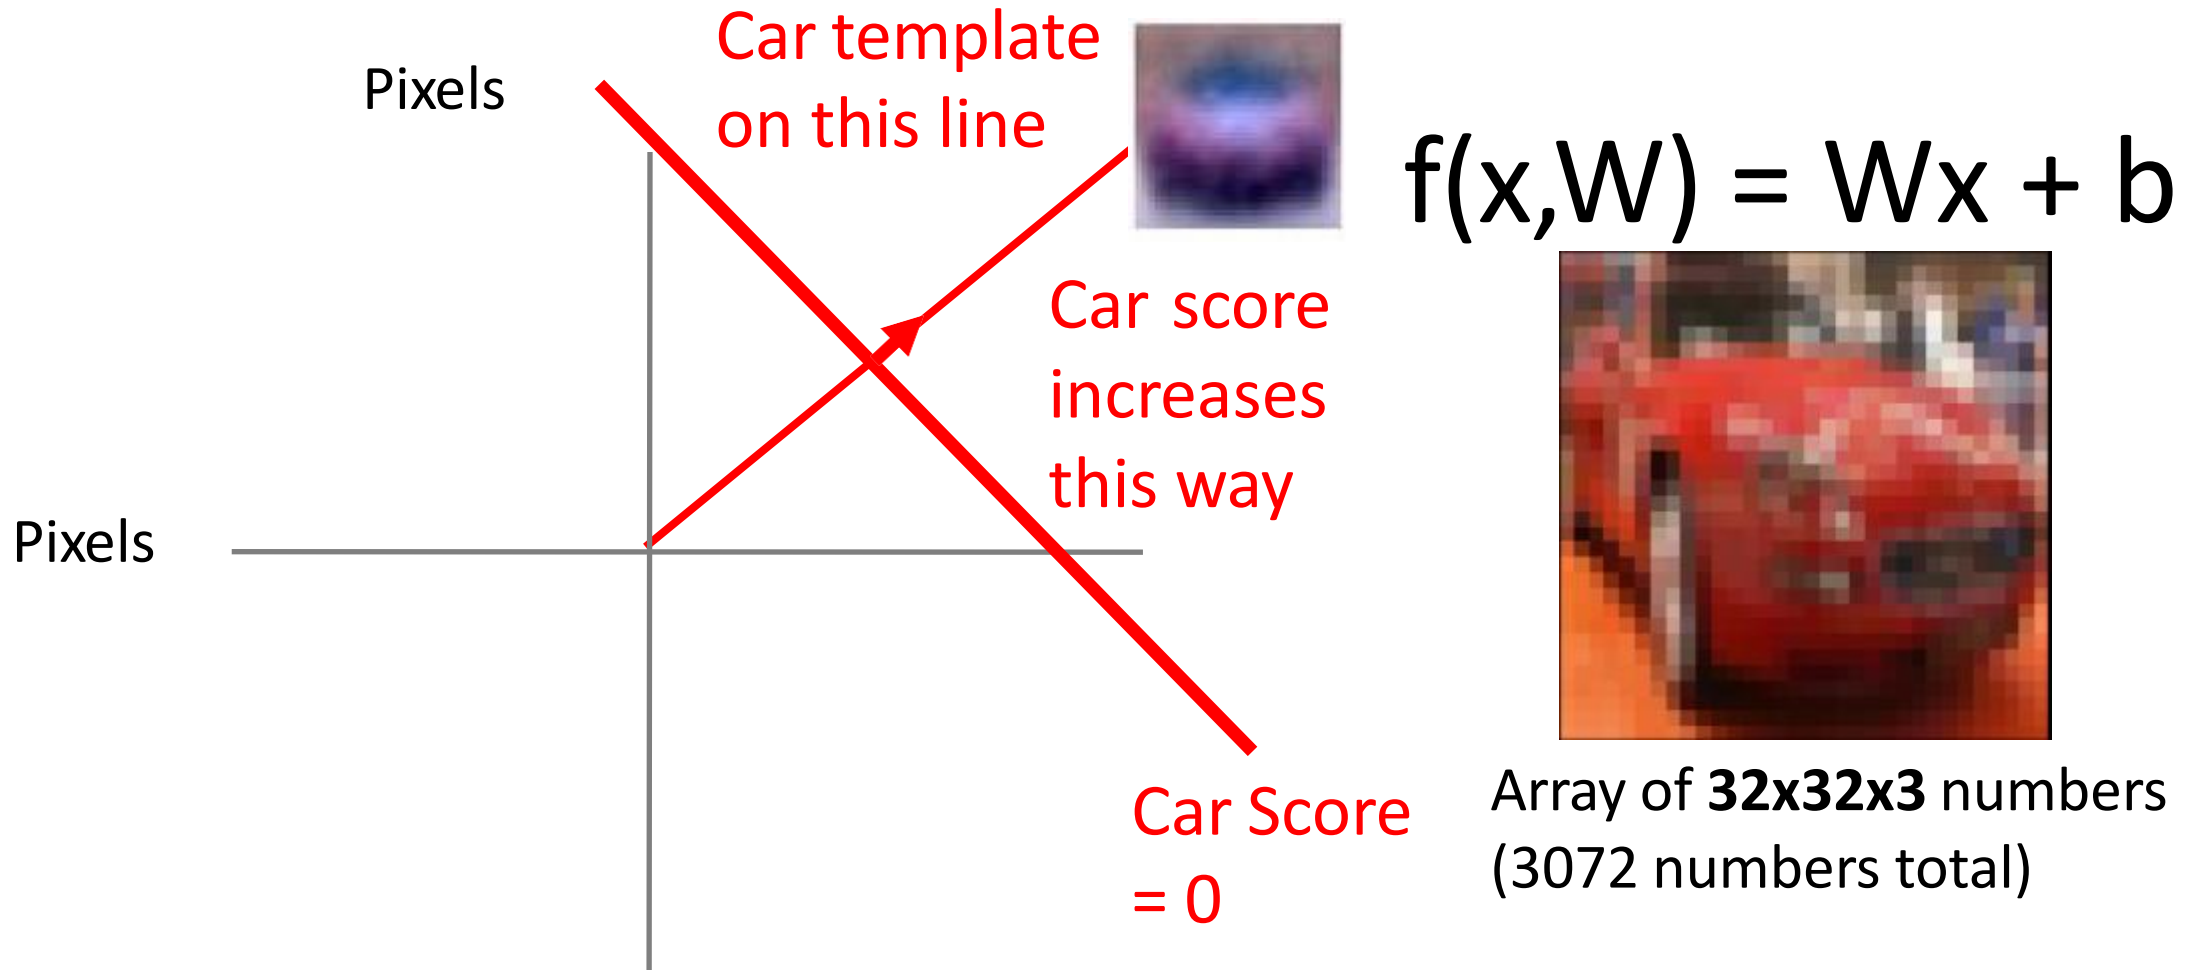 Pixels
Car template
on this line
f(x,W) = Wx + b
Car score
increases
this way
Pixels
Car Score
= 0
Array of 32x32x3 numbers
(3072 numbers total)